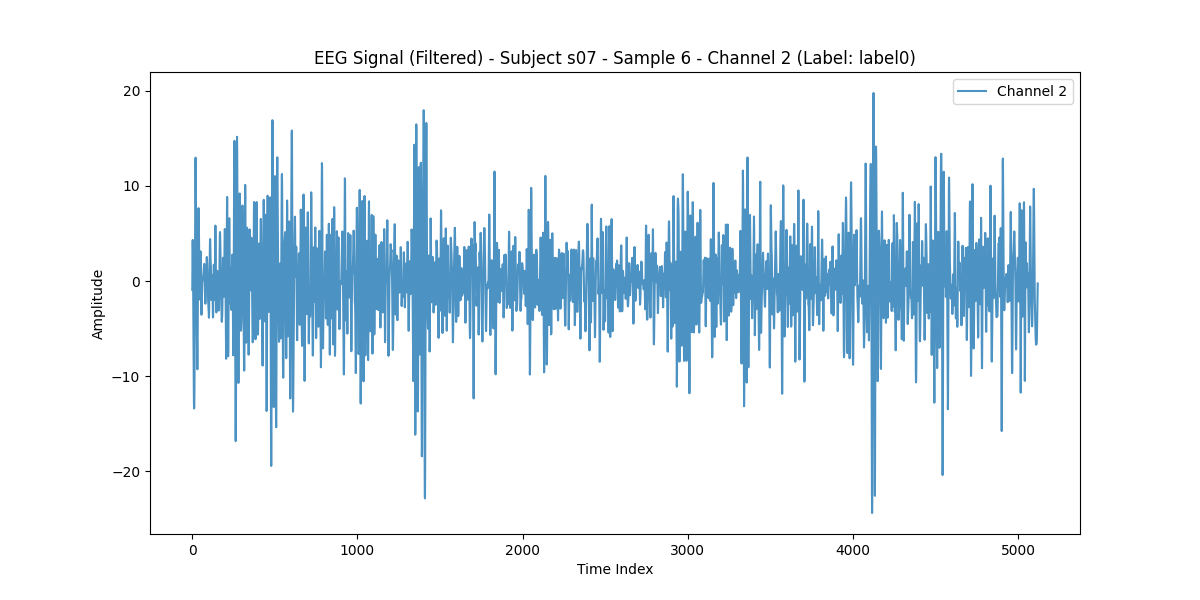 EEG Signal (Filtered) - Subject s07 - Sample 6 - Channel 2 (Label: label0)
Channel 2
20
10
0
−10
−20
Amplitude
0 1000 2000 3000 4000 5000
Time Index